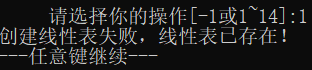 请选择你的操作[-1或1~14]:1
创建线性表失败，线性表已存在！
---任意键继续---